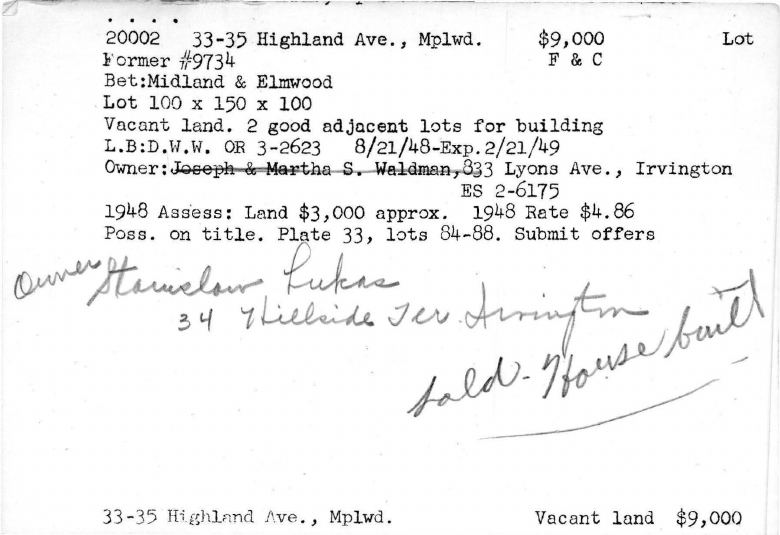 20002 33-35 Highland Ave., Mplwd. $9,000 Lot
Former #9734 F & C
Bet:Midland & Elmwood
Lot 100 x 150 x 100
Vacant land. 2 good adjacent lots for building
L.B:D.W.W. OR 3-2623 8/21/48-Exp.2/21/49
Owner:Joseph & Martha S. Waldman,833 Lyons Ave., Irvington
ES 2-6175
1948 Assess: Land $3,000 approx. 1948 Rate $4.86
Poss. on title. Plate 33, lots 84-88. Submit offers
Owner Stanislaw Lukas
34 Hillside Ter. Irvington
Sold - House built
33-35 Highland Ave., Mplwd. Vacant land $9,000